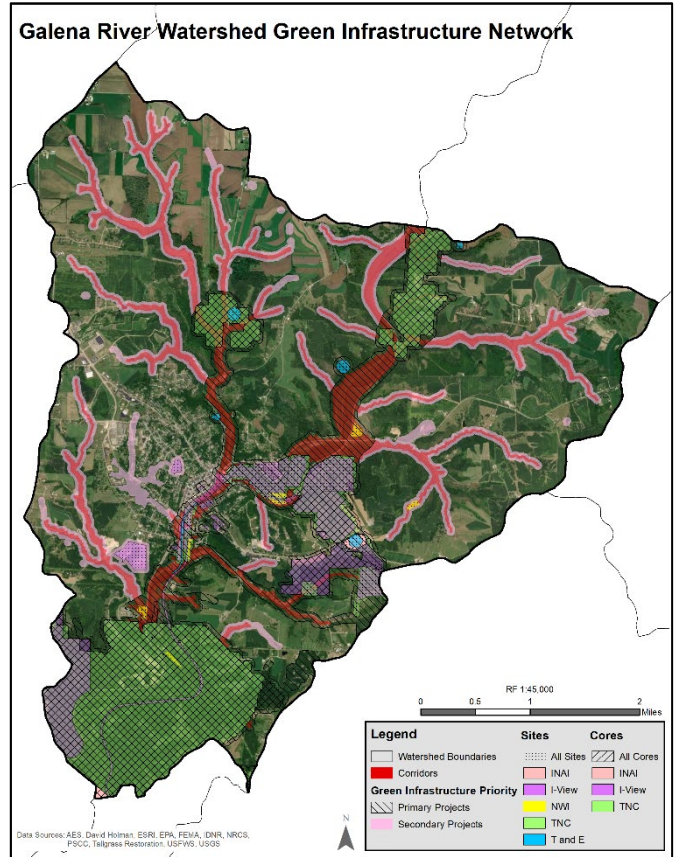 Galena River Watershed Green Infrastructure Network
RF 1:45,000
0 0.5 1 2
Miles
Legend
Watershed Boundaries
Corridors
Green Infrastructure Priority
Primary Projects
Secondary Projects
Sites
All Sites
INAI
I-View
NWI
TNC
T and E
Cores
All Cores
INAI
I-View
TNC
N
Data Sources: AES, David Holman, ESRI, EPA, FEMA, IDNR, NRCS,
PSCC, Tallgrass Restoration, USFWS, USGS